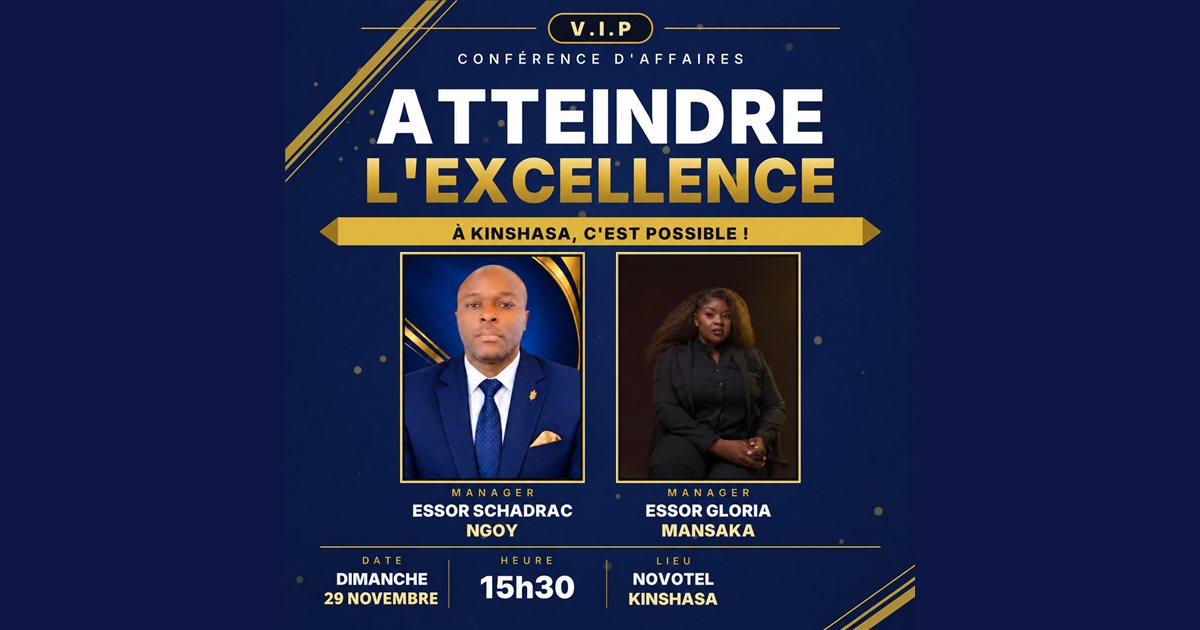 V.I.P
CONFÉRENCE D'AFFAIRES
ATTEINDRE
L'EXCELLENCE
À KINSHASA, C'EST POSSIBLE !
MANAGER
ESSOR SCHADRAC
NGOY
MANAGER
ESSOR GLORIA
MANSAKA
DATE
DIMANCHE
29 NOVEMBRE
HEURE
15h30
LIEU
NOVOTEL
KINSHASA